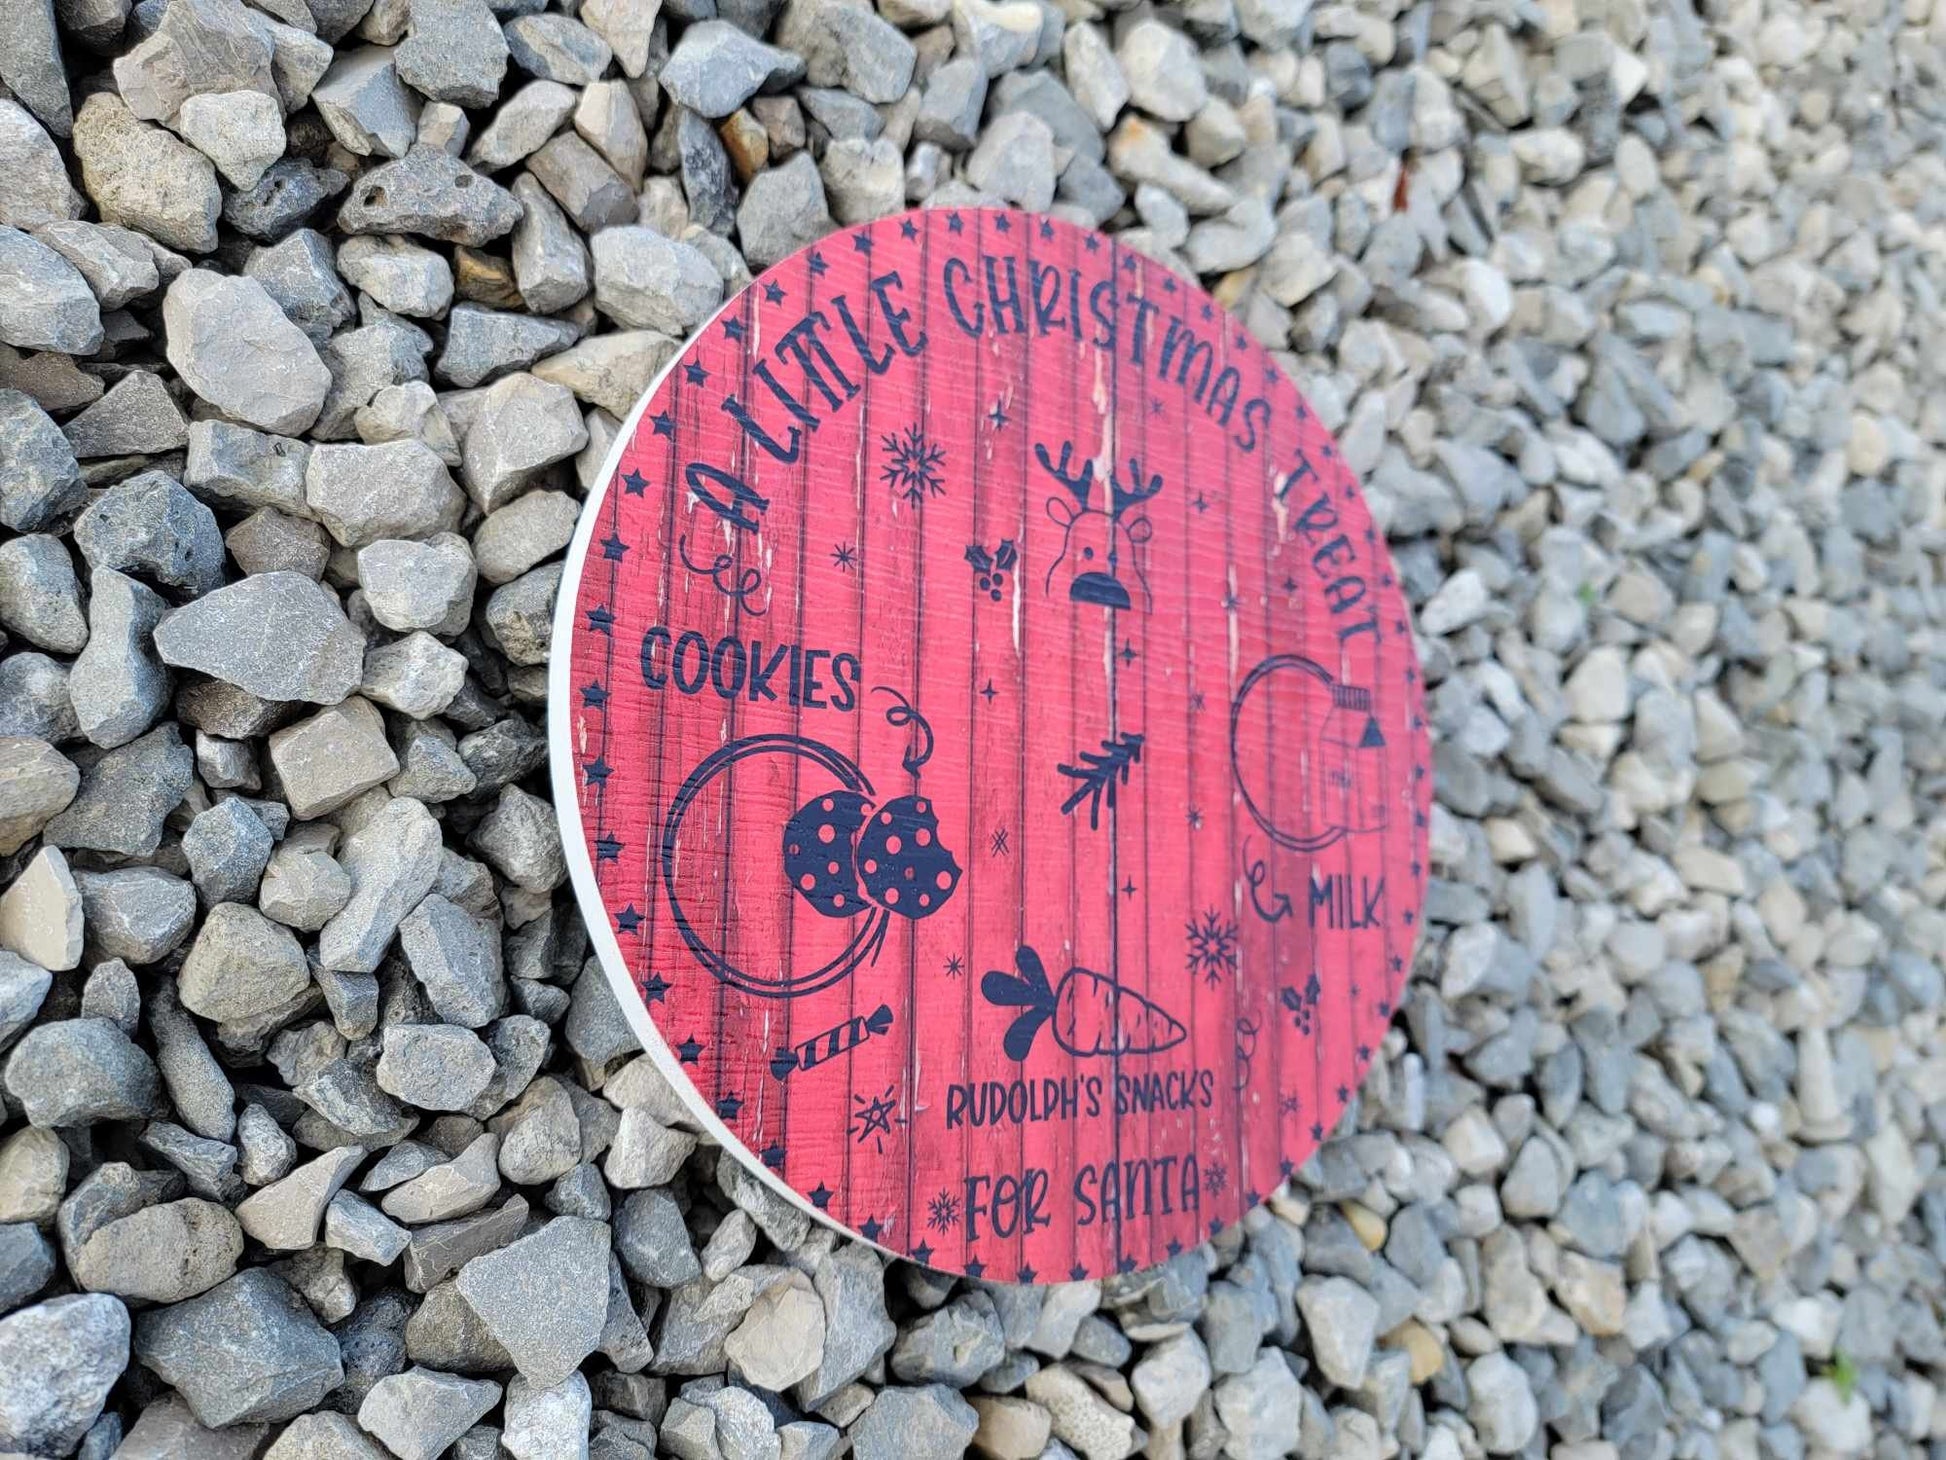 A LITTLE CHRISTMAS TREAT
COOKIES
& MILK
RUDOLPH'S SNACKS
FOR SANTA